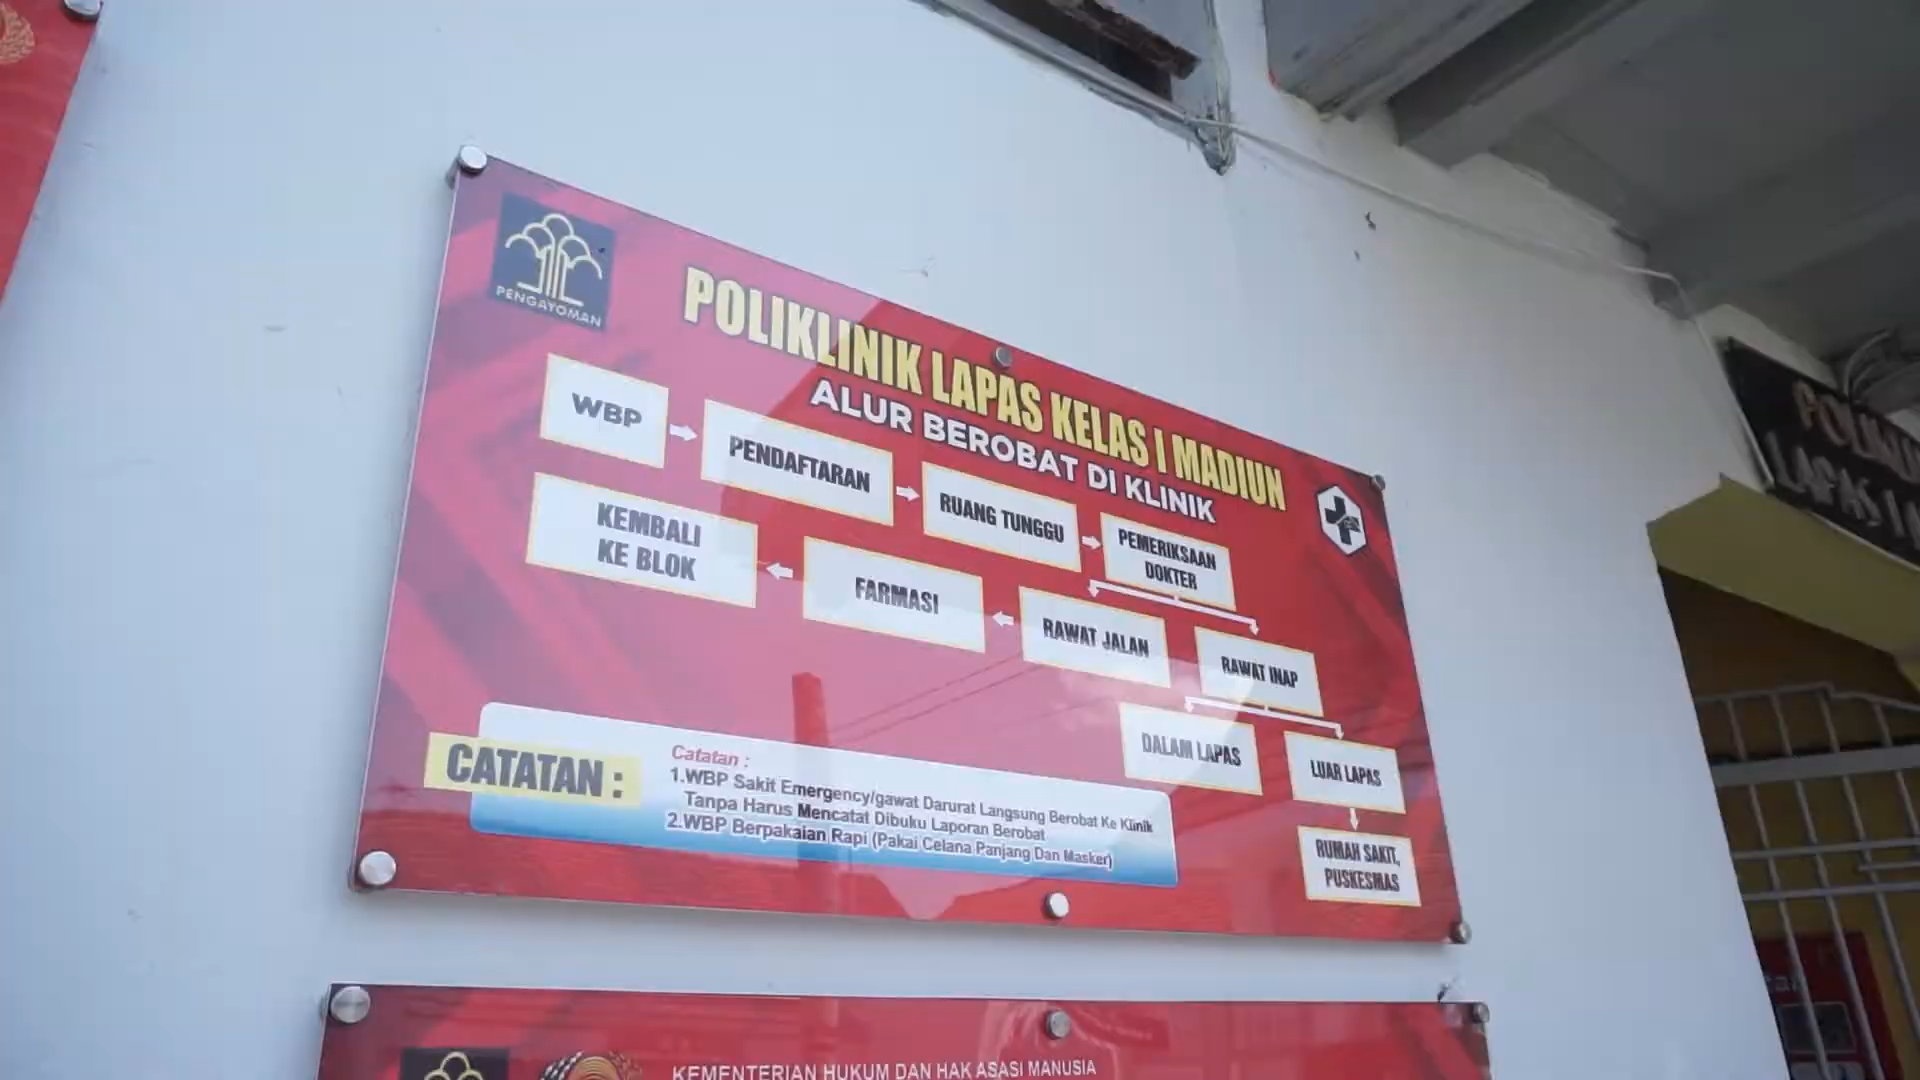 PENGAYOMAN
POLIKLINIK LAPAS KELAS I MADIUN
ALUR BEROBAT DI KLINIK
WBP
PENDAFTARAN
RUANG TUNGGU
PEMERIKSAAN
DOKTER
KEMBALI
KE BLOK
FARMASI
RAWAT JALAN
RAWAT INAP
DALAM LAPAS
LUAR LAPAS
RUMAH SAKIT,
PUSKESMAS
CATATAN :
Catatan :
1.WBP Sakit Emergency/gawat Darurat Langsung Berobat Ke Klinik
Tanpa Harus Mencatat Dibuku Laporan Berobat
2.WBP Berpakaian Rapi (Pakai Celana Panjang Dan Masker)
KEMENTERIAN HUKUM DAN HAK ASASI MANUSIA
LAPAS I